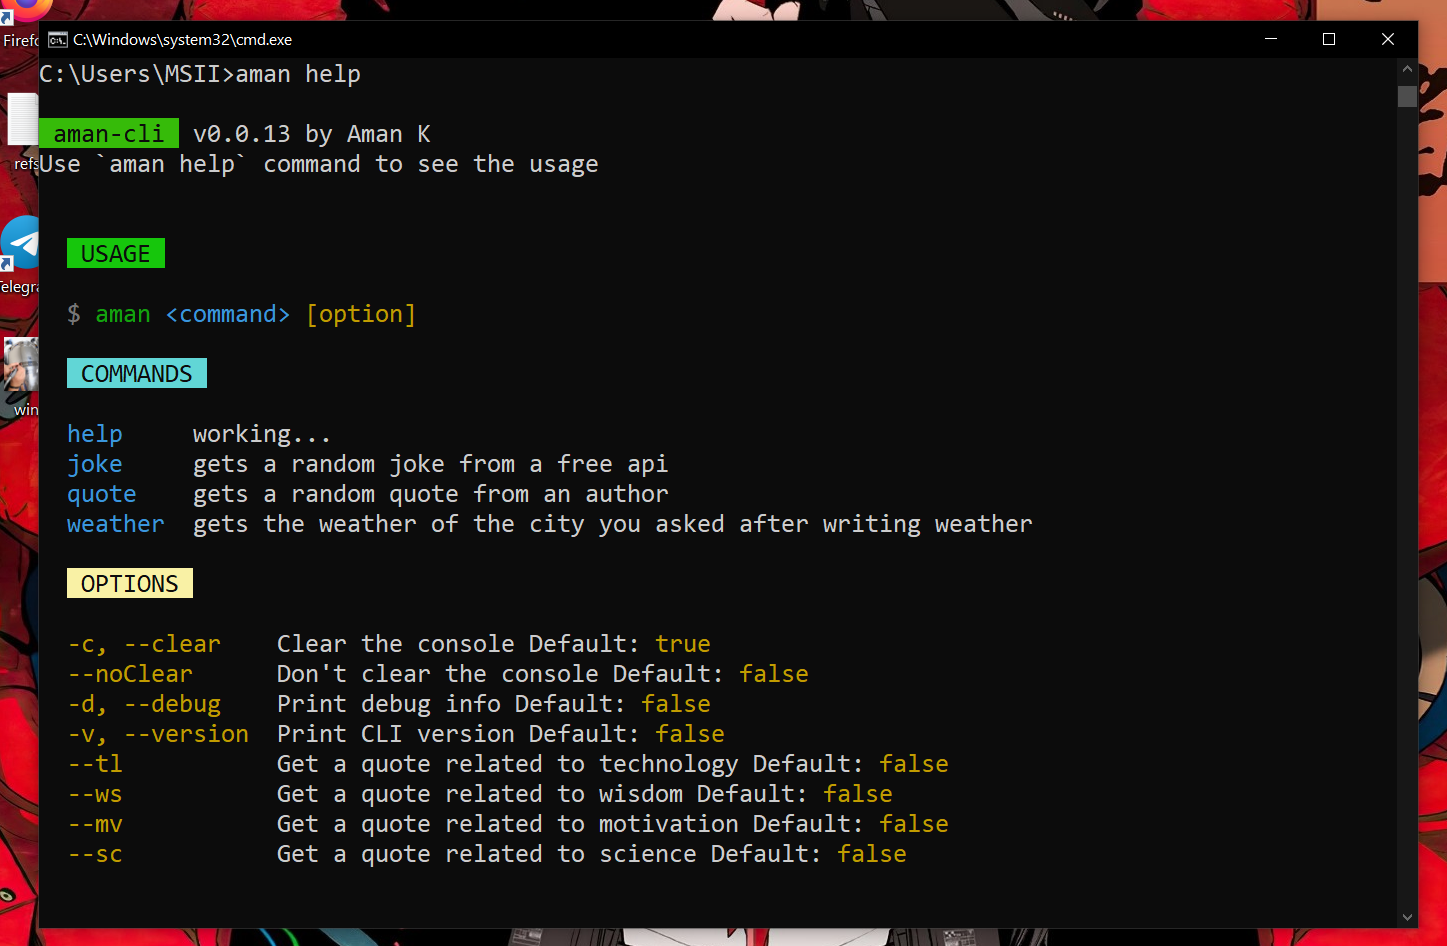 C:\Windows\system32\cmd.exe
Firefo
refs
Telegra
win
C:\Users\MSII>aman help
aman-cli v0.0.13 by Aman K
Use `aman help` command to see the usage
USAGE
$ aman <command> [option]
COMMANDS
help working...
joke gets a random joke from a free api
quote gets a random quote from an author
weather gets the weather of the city you asked after writing weather
OPTIONS
-c, --clear Clear the console Default: true
--noClear Don't clear the console Default: false
-d, --debug Print debug info Default: false
-v, --version Print CLI version Default: false
--tl Get a quote related to technology Default: false
--ws Get a quote related to wisdom Default: false
--mv Get a quote related to motivation Default: false
--sc Get a quote related to science Default: false